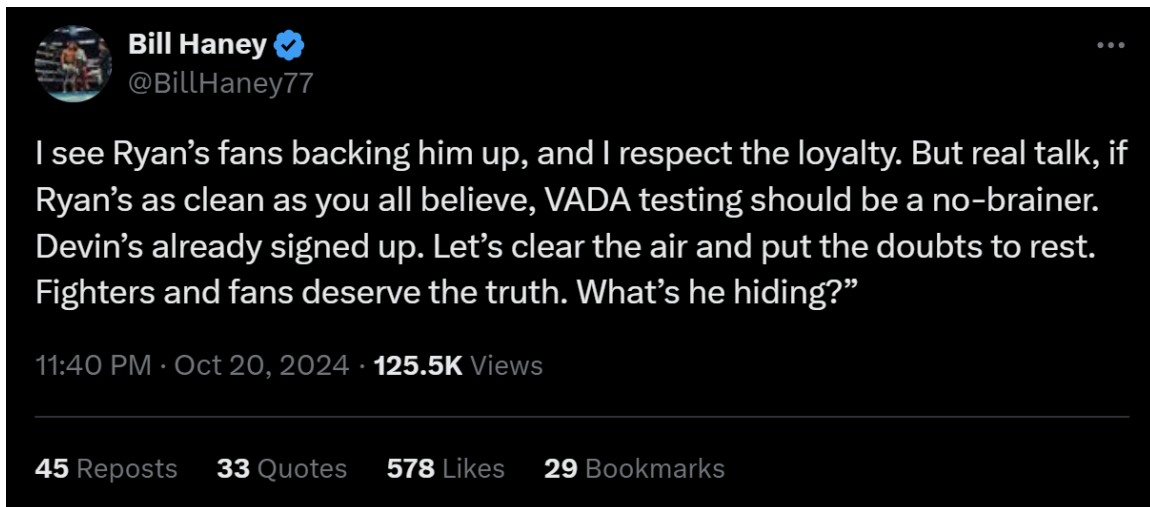 Bill Haney
@BillHaney77
I see Ryan’s fans backing him up, and I respect the loyalty. But real talk, if
Ryan’s as clean as you all believe, VADA testing should be a no-brainer.
Devin’s already signed up. Let’s clear the air and put the doubts to rest.
Fighters and fans deserve the truth. What’s he hiding?”
11:40 PM · Oct 20, 2024 · 125.5K Views
45 Reposts 33 Quotes 578 Likes 29 Bookmarks